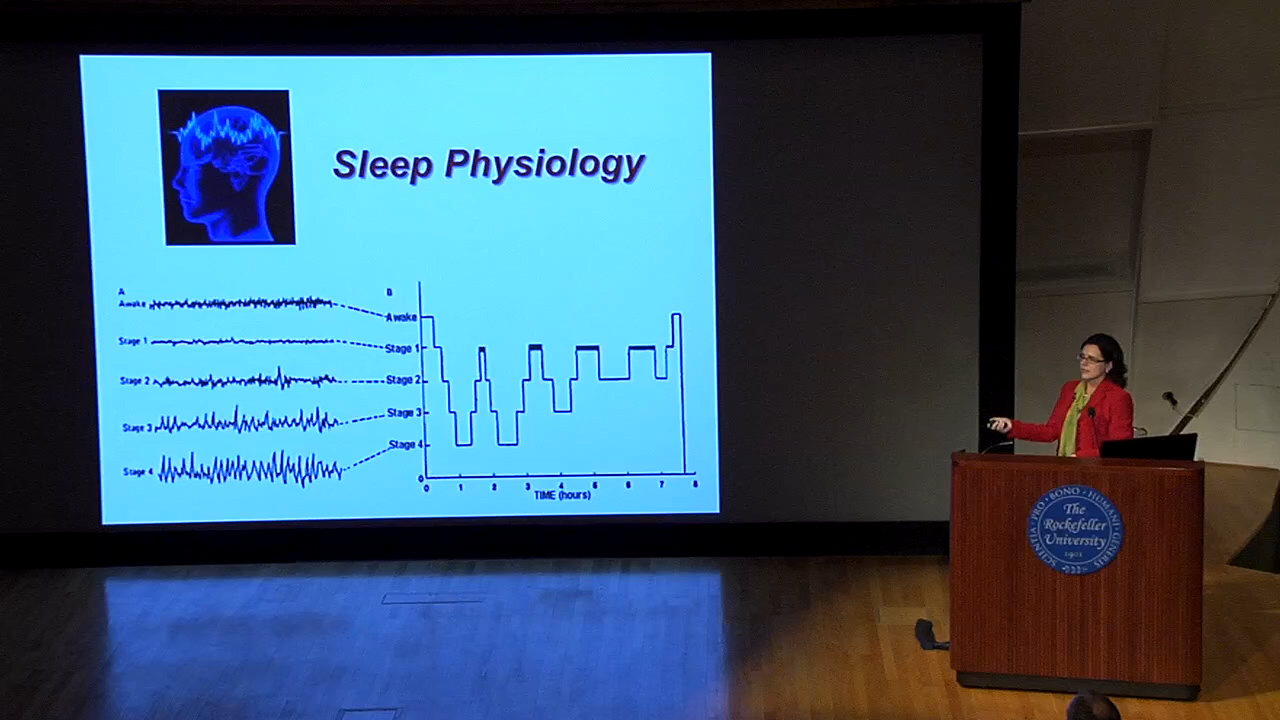 Sleep Physiology
A
Awake
Stage 1
Stage 2
Stage 3
Stage 4
B
Awake
Stage 1
Stage 2
Stage 3
Stage 4
0
0 1 2 3 4 5 6 7 8
TIME (hours)
SCIENTIA · PRO · BONO · HUMANI · GENERIS
The
Rockefeller
University
1901